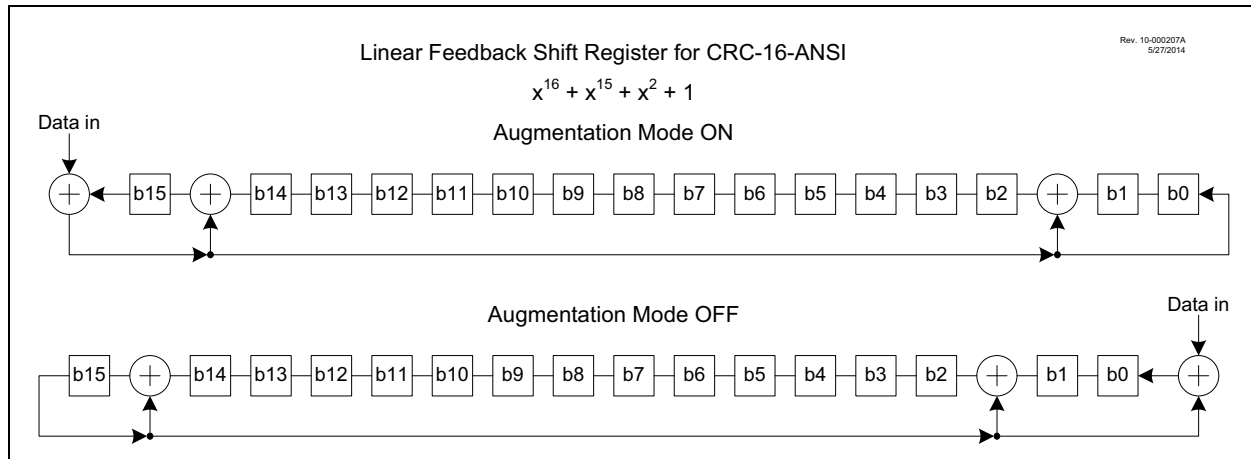 Rev. 10-000207A
5/27/2014
Linear Feedback Shift Register for CRC-16-ANSI
x¹⁶ + x¹⁵ + x² + 1
Augmentation Mode ON
Data in
b15 b14 b13 b12 b11 b10 b9 b8 b7 b6 b5 b4 b3 b2 b1 b0
Augmentation Mode OFF
Data in
b15 b14 b13 b12 b11 b10 b9 b8 b7 b6 b5 b4 b3 b2 b1 b0